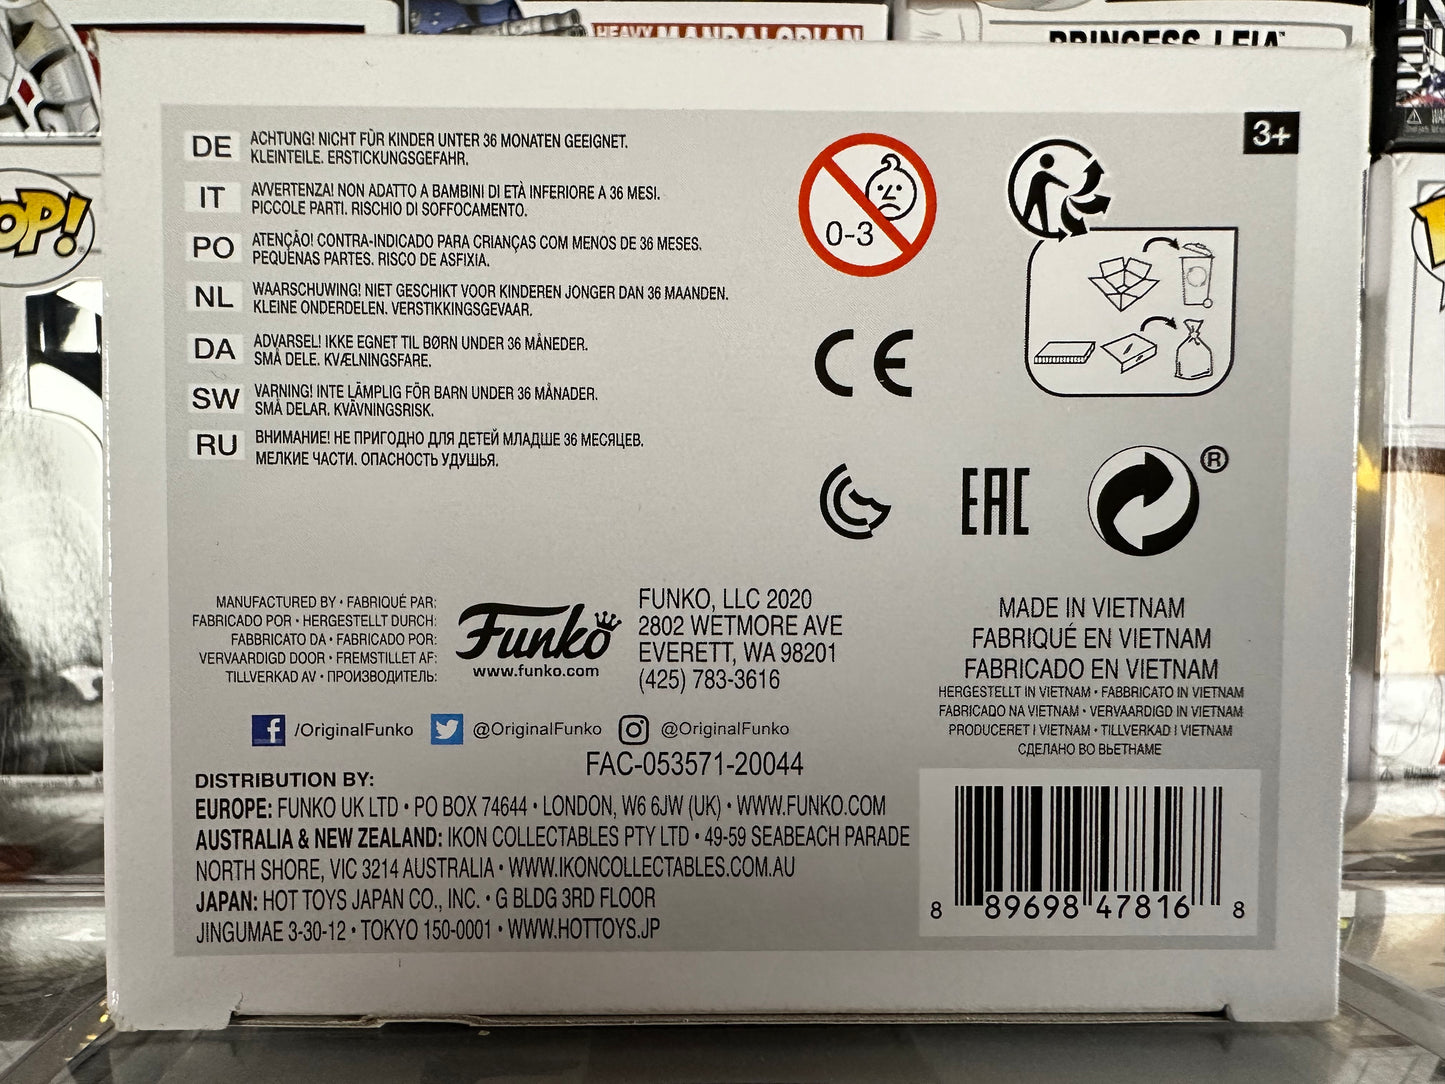 HEAVY MANDALORIAN
PRINCESS LEIA™
POP!
3+
DE ACHTUNG! NICHT FÜR KINDER UNTER 36 MONATEN GEEIGNET.
KLEINTEILE. ERSTICKUNGSGEFAHR.
IT AVVERTENZA! NON ADATTO A BAMBINI DI ETÀ INFERIORE A 36 MESI.
PICCOLE PARTI. RISCHIO DI SOFFOCAMENTO.
PO ATENÇÃO! CONTRA-INDICADO PARA CRIANÇAS COM MENOS DE 36 MESES.
PEQUENAS PARTES. RISCO DE ASFIXIA.
NL WAARSCHUWING! NIET GESCHIKT VOOR KINDEREN JONGER DAN 36 MAANDEN.
KLEINE ONDERDELEN. VERSTIKKINGSGEVAAR.
DA ADVARSEL! IKKE EGNET TIL BØRN UNDER 36 MÅNEDER.
SMÅ DELE. KVÆLNINGSFARE.
SW VARNING! INTE LÄMPLIG FÖR BARN UNDER 36 MÅNADER.
SMÅ DELAR. KVÄVNINGSRISK.
RU ВНИМАНИЕ! НЕ ПРИГОДНО ДЛЯ ДЕТЕЙ МЛАДШЕ 36 МЕСЯЦЕВ.
МЕЛКИЕ ЧАСТИ. ОПАСНОСТЬ УДУШЬЯ.
0-3
CE
EAC
®
MANUFACTURED BY • FABRIQUÉ PAR:
FABRICADO POR • HERGESTELLT DURCH:
FABBRICATO DA • FABRICADO POR:
VERVAARDIGD DOOR • FREMSTILLET AF:
TILLVERKAD AV • ПРОИЗВОДИТЕЛЬ:
Funko
www.funko.com
FUNKO, LLC 2020
2802 WETMORE AVE
EVERETT, WA 98201
(425) 783-3616
MADE IN VIETNAM
FABRIQUÉ EN VIETNAM
FABRICADO EN VIETNAM
HERGESTELLT IN VIETNAM • FABBRICATO IN VIETNAM
FABRICADO NA VIETNAM • VERVAARDIGD IN VIETNAM
PRODUCERET I VIETNAM • TILLVERKAD I VIETNAM
СДЕЛАНО ВО ВЬЕТНАМЕ
/OriginalFunko @OriginalFunko @OriginalFunko
FAC-053571-20044
DISTRIBUTION BY:
EUROPE: FUNKO UK LTD • PO BOX 74644 • LONDON, W6 6JW (UK) • WWW.FUNKO.COM
AUSTRALIA & NEW ZEALAND: IKON COLLECTABLES PTY LTD • 49-59 SEABEACH PARADE
NORTH SHORE, VIC 3214 AUSTRALIA • WWW.IKONCOLLECTABLES.COM.AU
JAPAN: HOT TOYS JAPAN CO., INC. • G BLDG 3RD FLOOR
JINGUMAE 3-30-12 • TOKYO 150-0001 • WWW.HOTTOYS.JP
8 89698 47816 8